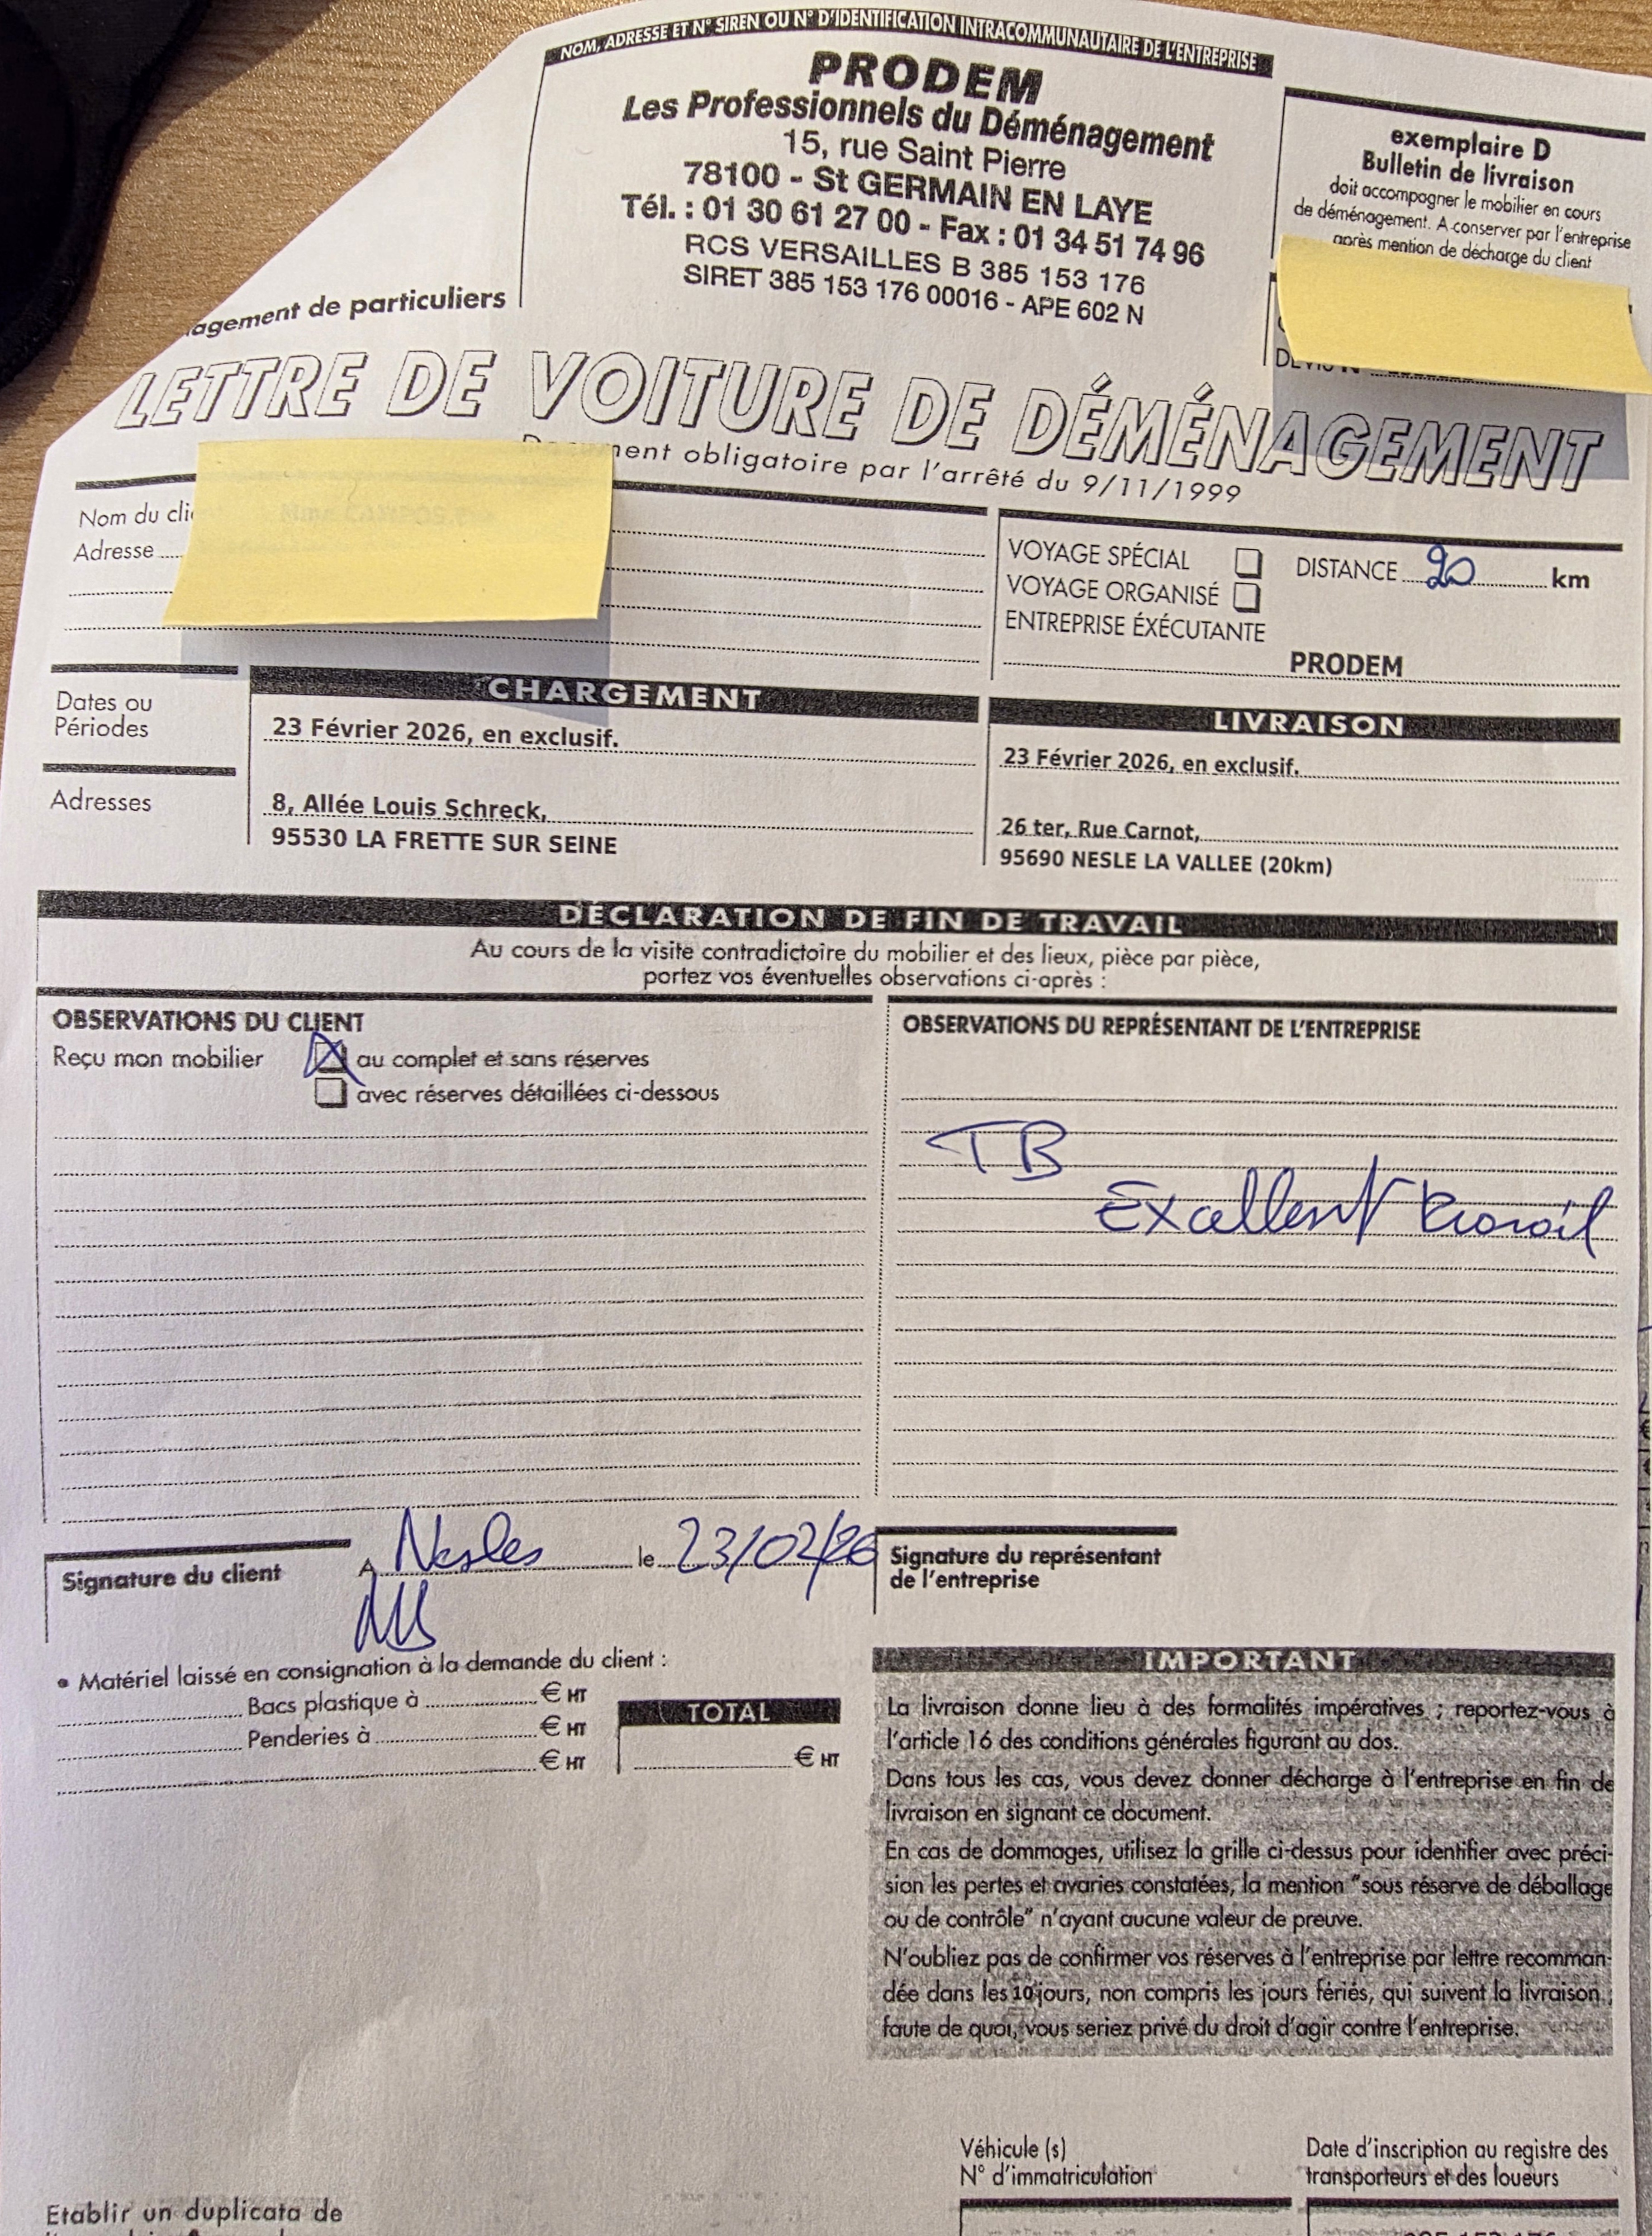 NOM, ADRESSE ET N° SIREN OU N° D'IDENTIFICATION INTRACOMMUNAUTAIRE DE L'ENTREPRISE
PRODEM
Les Professionnels du Déménagement
15, rue Saint Pierre
78100 - St GERMAIN EN LAYE
Tél. : 01 30 61 27 00 - Fax : 01 34 51 74 96
RCS VERSAILLES B 385 153 176
SIRET 385 153 176 00016 - APE 602 N
exemplaire D
Bulletin de livraison
doit accompagner le mobilier en cours
de déménagement. A conserver par l'entreprise
après mention de décharge du client
agement de particuliers
LETTRE DE VOITURE DE DÉMÉNAGEMENT
Document obligatoire par l'arrêté du 9/11/1999
Nom du cli
Adresse
VOYAGE SPÉCIAL
DISTANCE 20 km
VOYAGE ORGANISÉ
ENTREPRISE ÉXÉCUTANTE
PRODEM
Dates ou
Périodes
CHARGEMENT
23 Février 2026, en exclusif.
LIVRAISON
23 Février 2026, en exclusif.
Adresses
8, Allée Louis Schreck,
95530 LA FRETTE SUR SEINE
26 ter, Rue Carnot,
95690 NESLE LA VALLEE (20km)
DÉCLARATION DE FIN DE TRAVAIL
Au cours de la visite contradictoire du mobilier et des lieux, pièce par pièce,
portez vos éventuelles observations ci-après :
OBSERVATIONS DU CLIENT
Reçu mon mobilier au complet et sans réserves
avec réserves détaillées ci-dessous
OBSERVATIONS DU REPRÉSENTANT DE L'ENTREPRISE
TB
Excellent travail
Signature du client
A Nesles le 23/02/26
Signature du représentant
de l'entreprise
• Matériel laissé en consignation à la demande du client :
Bacs plastique à € HT
Penderies à € HT
€ HT
TOTAL
€ HT
IMPORTANT
La livraison donne lieu à des formalités impératives ; reportez-vous à
l'article 16 des conditions générales figurant au dos.
Dans tous les cas, vous devez donner décharge à l'entreprise en fin de
livraison en signant ce document.
En cas de dommages, utilisez la grille ci-dessus pour identifier avec préci-
sion les pertes et avaries constatées, la mention "sous réserve de déballage
ou de contrôle" n'ayant aucune valeur de preuve.
N'oubliez pas de confirmer vos réserves à l'entreprise par lettre recomman-
dée dans les 10 jours, non compris les jours fériés, qui suivent la livraison ;
faute de quoi, vous seriez privé du droit d'agir contre l'entreprise.
Véhicule (s)
N° d'immatriculation
Date d'inscription au registre des
transporteurs et des loueurs
Etablir un duplicata de